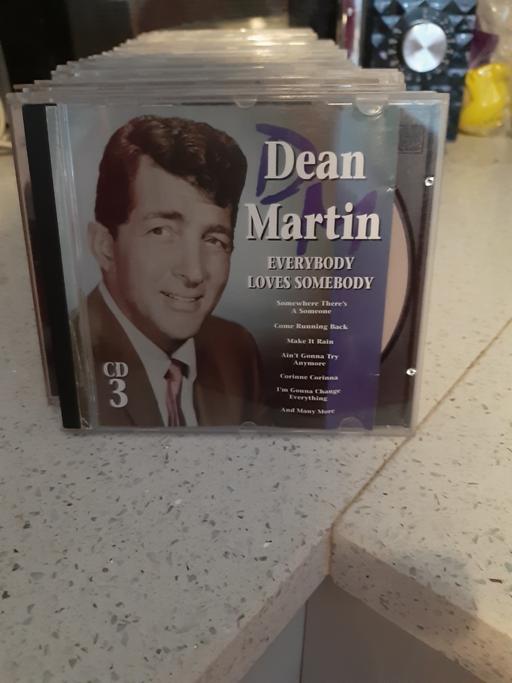 Dean
Martin
EVERYBODY
LOVES SOMEBODY
Somewhere There's
A Someone
Come Running Back
Make It Rain
Ain't Gonna Try
Anymore
Corinne Corinna
I'm Gonna Change
Everything
And Many More
CD
3
DM